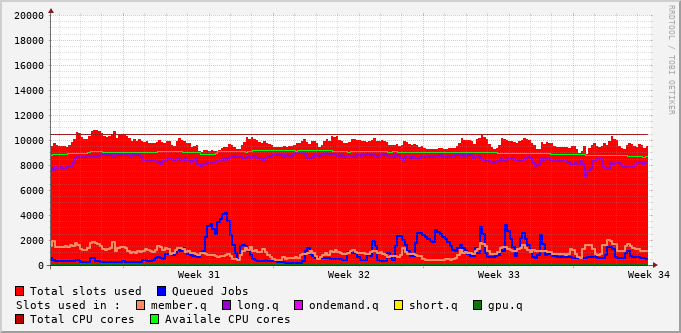 20000
18000
16000
14000
12000
10000
8000
6000
4000
2000
0
Week 31 Week 32 Week 33 Week 34
Total slots used Queued Jobs
Slots used in : member.q long.q ondemand.q short.q gpu.q
Total CPU cores Availale CPU cores
RRDTOOL / TOBI OETIKER